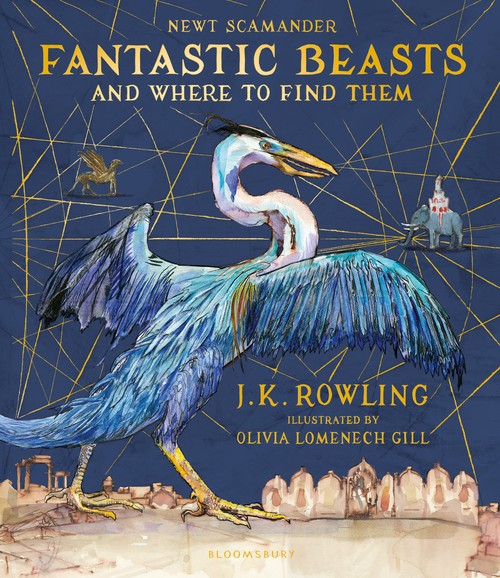 NEWT SCAMANDER
FANTASTIC BEASTS
AND WHERE TO FIND THEM
J.K. ROWLING
ILLUSTRATED BY
OLIVIA LOMENECH GILL
BLOOMSBURY